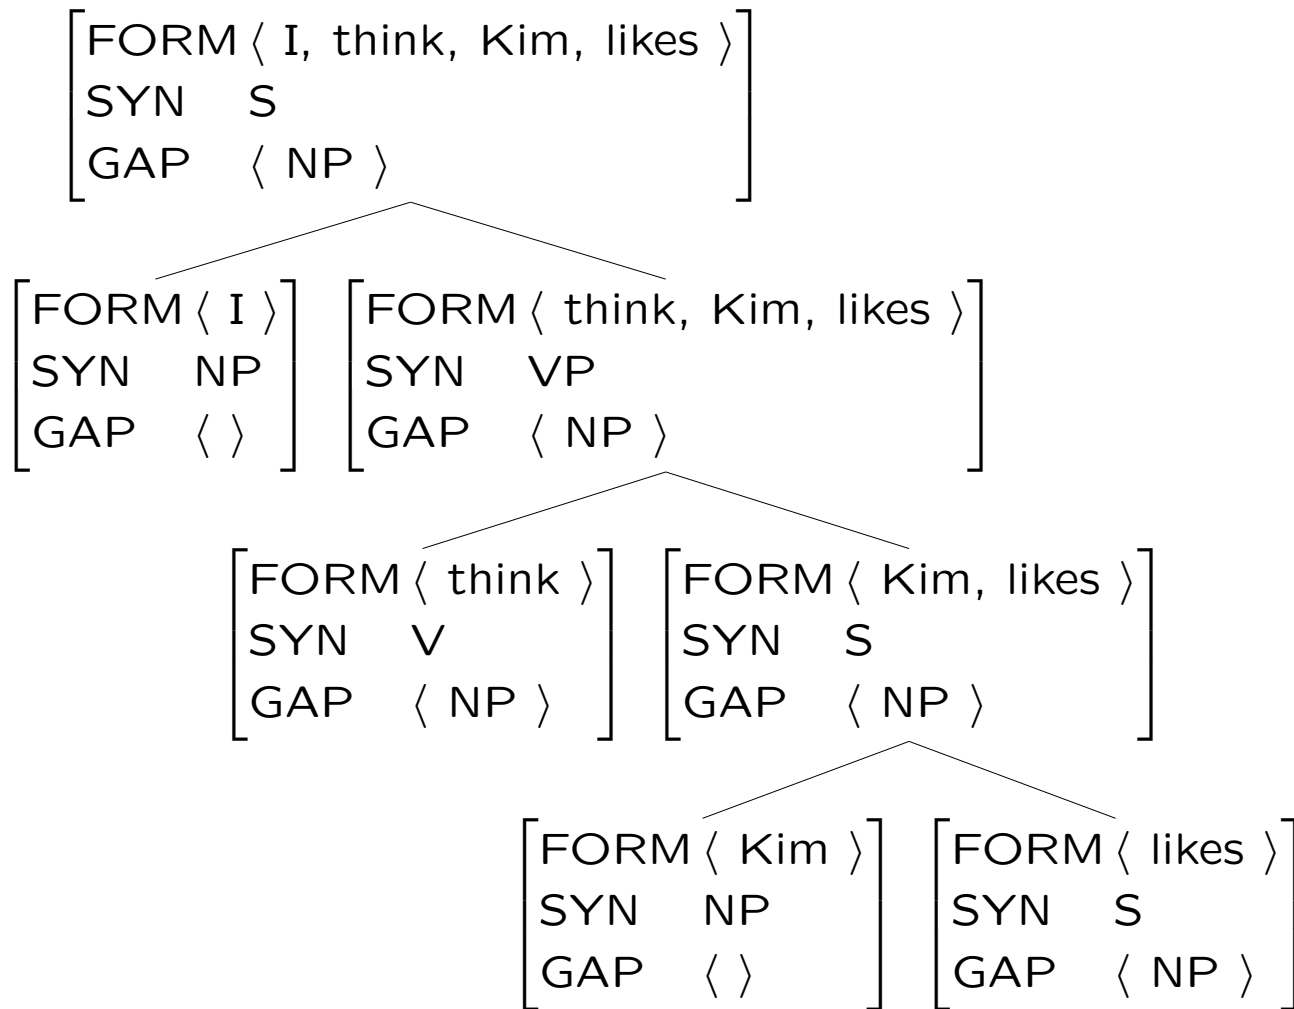 FORM ⟨ I, think, Kim, likes ⟩
SYN S
GAP ⟨ NP ⟩
FORM ⟨ I ⟩
SYN NP
GAP ⟨ ⟩
FORM ⟨ think, Kim, likes ⟩
SYN VP
GAP ⟨ NP ⟩
FORM ⟨ think ⟩
SYN V
GAP ⟨ NP ⟩
FORM ⟨ Kim, likes ⟩
SYN S
GAP ⟨ NP ⟩
FORM ⟨ Kim ⟩
SYN NP
GAP ⟨ ⟩
FORM ⟨ likes ⟩
SYN S
GAP ⟨ NP ⟩